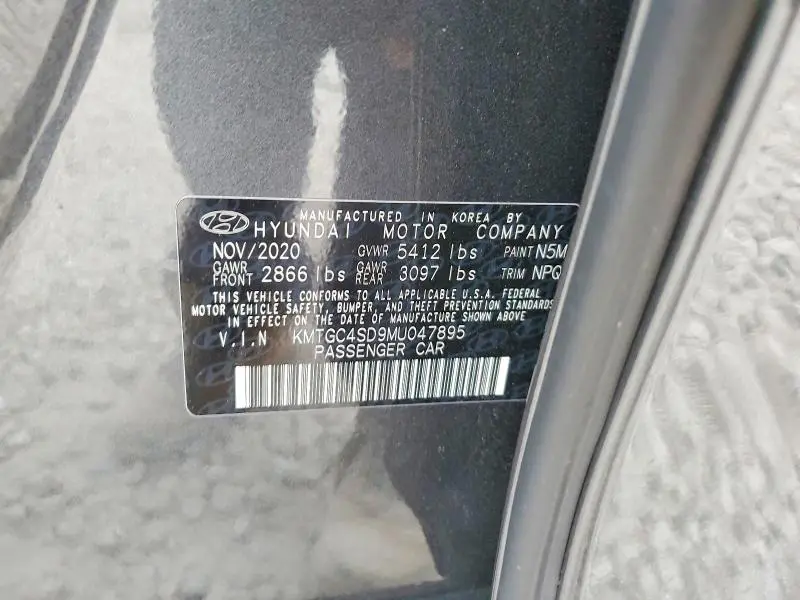 MANUFACTURED IN KOREA BY
HYUNDAI MOTOR COMPANY
NOV/2020 GVWR 5412 lbs PAINT N5M
GAWR FRONT 2866 lbs GAWR REAR 3097 lbs TRIM NPQ
THIS VEHICLE CONFORMS TO ALL APPLICABLE U.S.A. FEDERAL
MOTOR VEHICLE SAFETY, BUMPER, AND THEFT PREVENTION STANDARDS
IN EFFECT ON THE DATE OF MANUFACTURE SHOWN ABOVE
V.I.N KMTGC4SD9MU047895
PASSENGER CAR